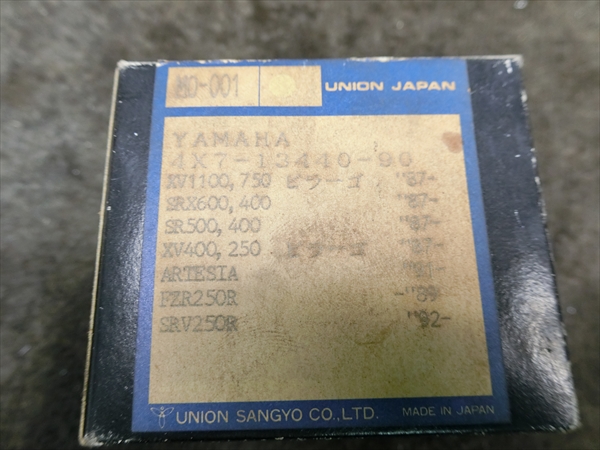 MO-001 UNION JAPAN
YAMAHA
4X7-13440-90
XV1100,750 ビラーゴ "87-
SRX600,400 "87-
SR500,400 "87-
XV400,250 ビラーゴ "87-
ARTESIA
FZR250R -"89
SRV250R "92-
UNION SANGYO CO.,LTD. MADE IN JAPAN